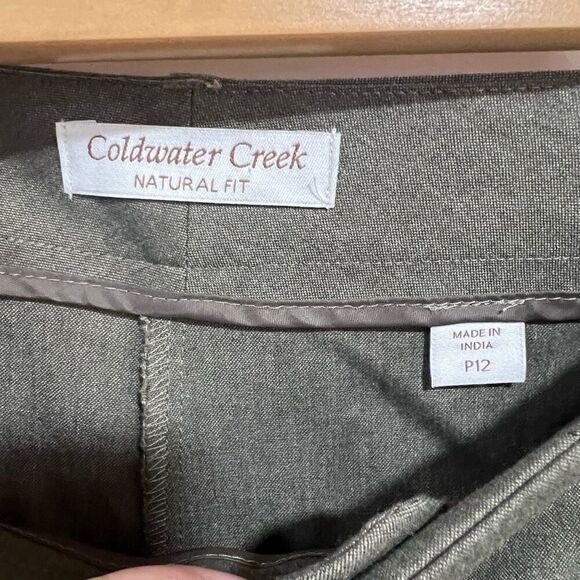 Coldwater Creek
NATURAL FIT
MADE IN
INDIA
P12